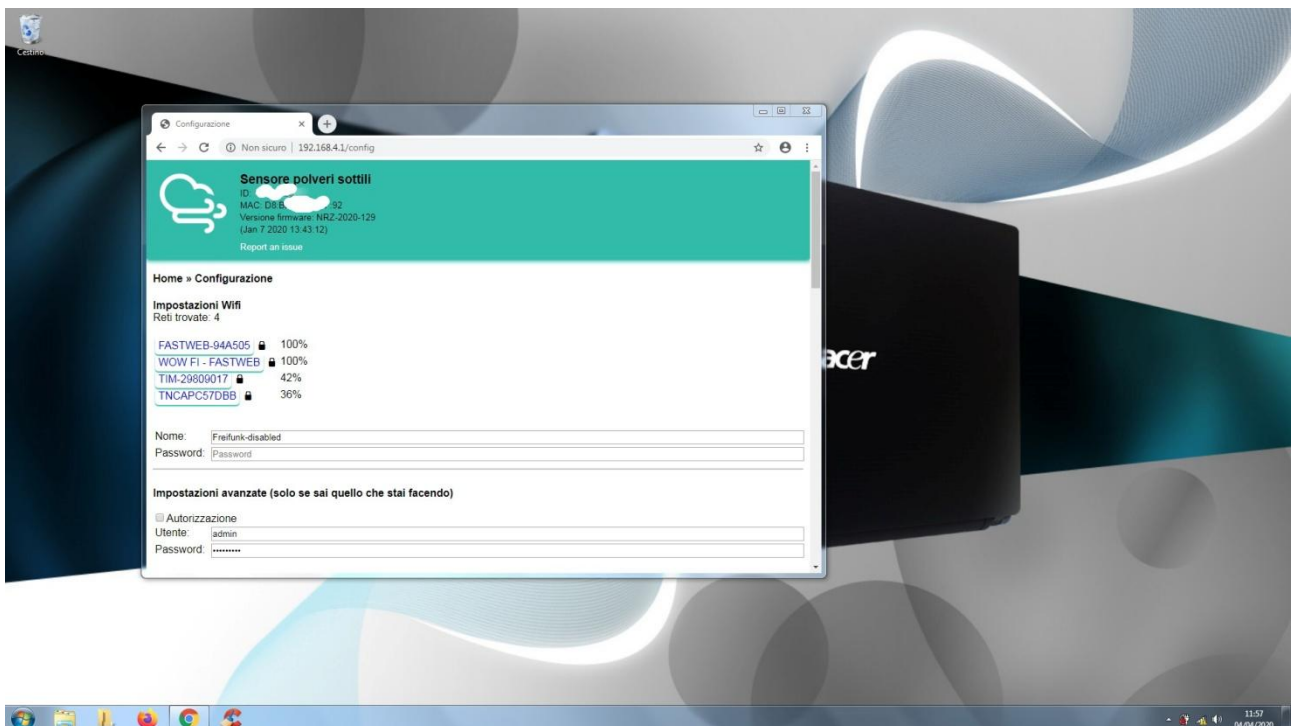 Cestino
Configurazione
Non sicuro | 192.168.4.1/config
Sensore polveri sottili
ID:
MAC: D8:B :92
Versione firmware: NRZ-2020-129
(Jan 7 2020 13:43:12)
Report an issue
Home » Configurazione
Impostazioni Wifi
Reti trovate: 4
FASTWEB-94A505 100%
WOW FI - FASTWEB 100%
TIM-29809017 42%
TNCAPC57DBB 36%
Nome: Freifunk-disabled
Password: Password
Impostazioni avanzate (solo se sai quello che stai facendo)
Autorizzazione
Utente: admin
Password: •••••••••
acer
11:57
04/04/2020